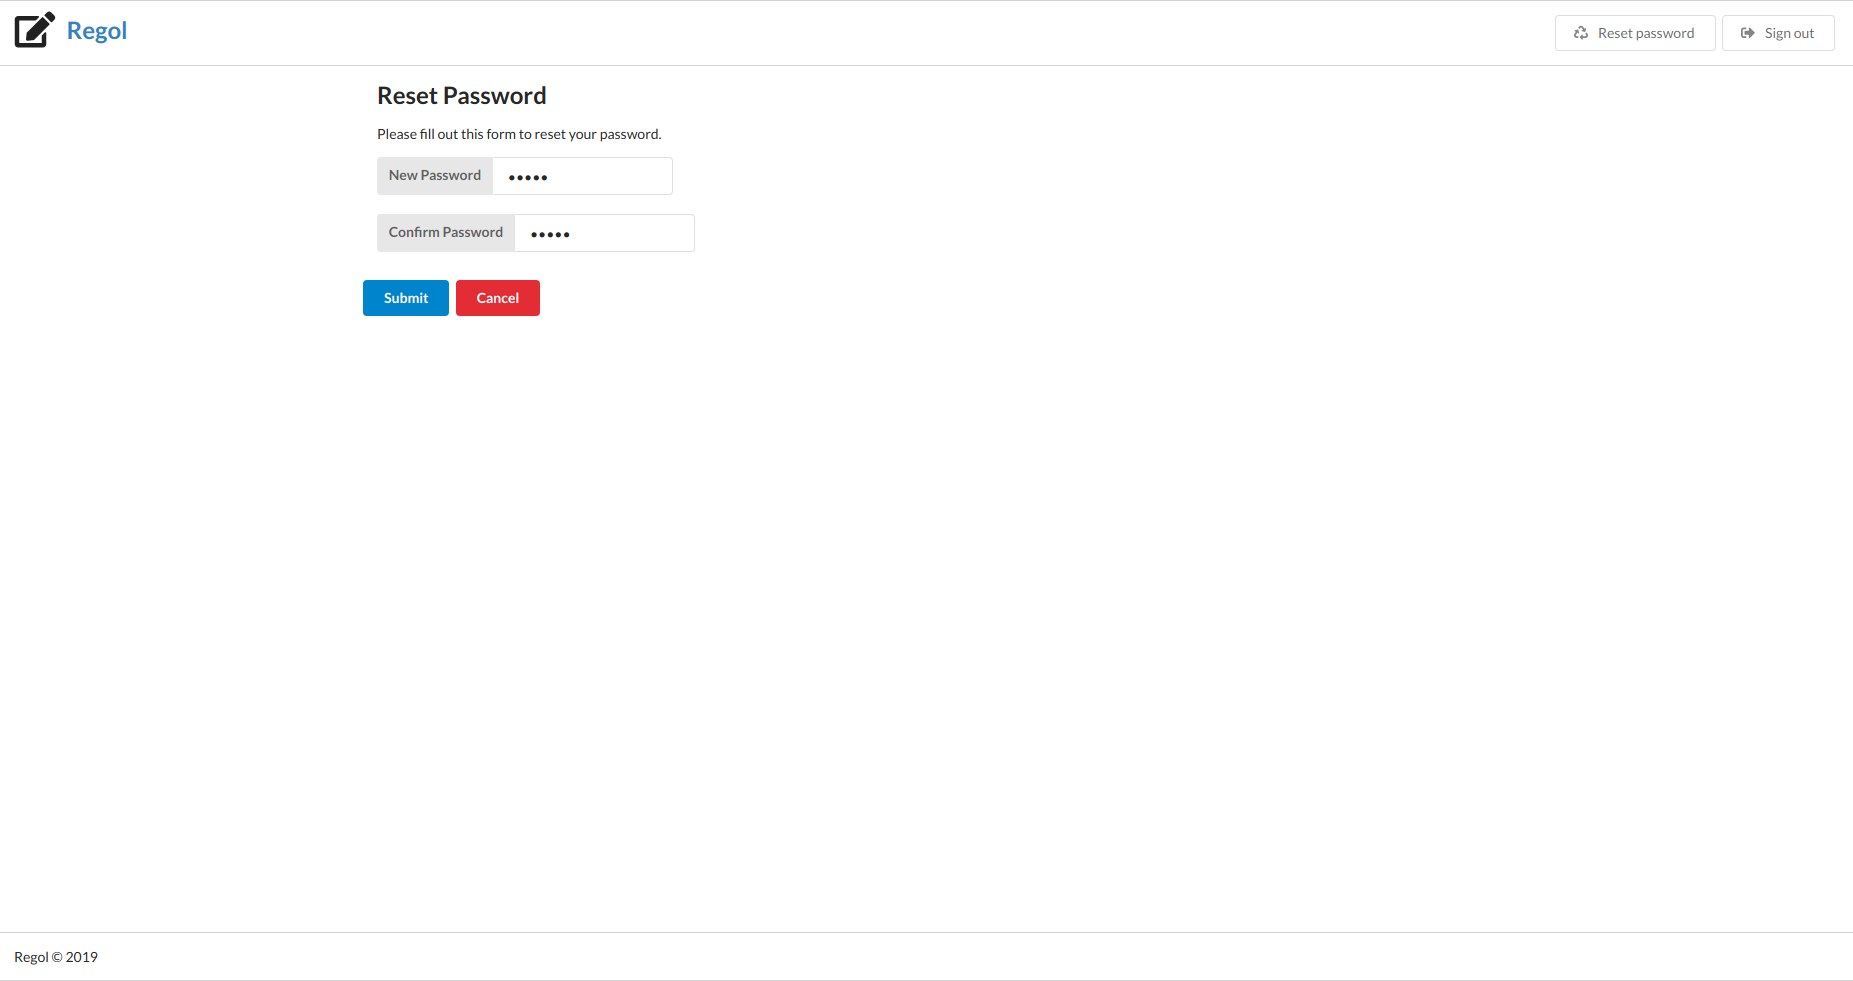 Regol
Reset password
Sign out
Reset Password
Please fill out this form to reset your password.
New Password •••••
Confirm Password •••••
Submit
Cancel
Regol © 2019